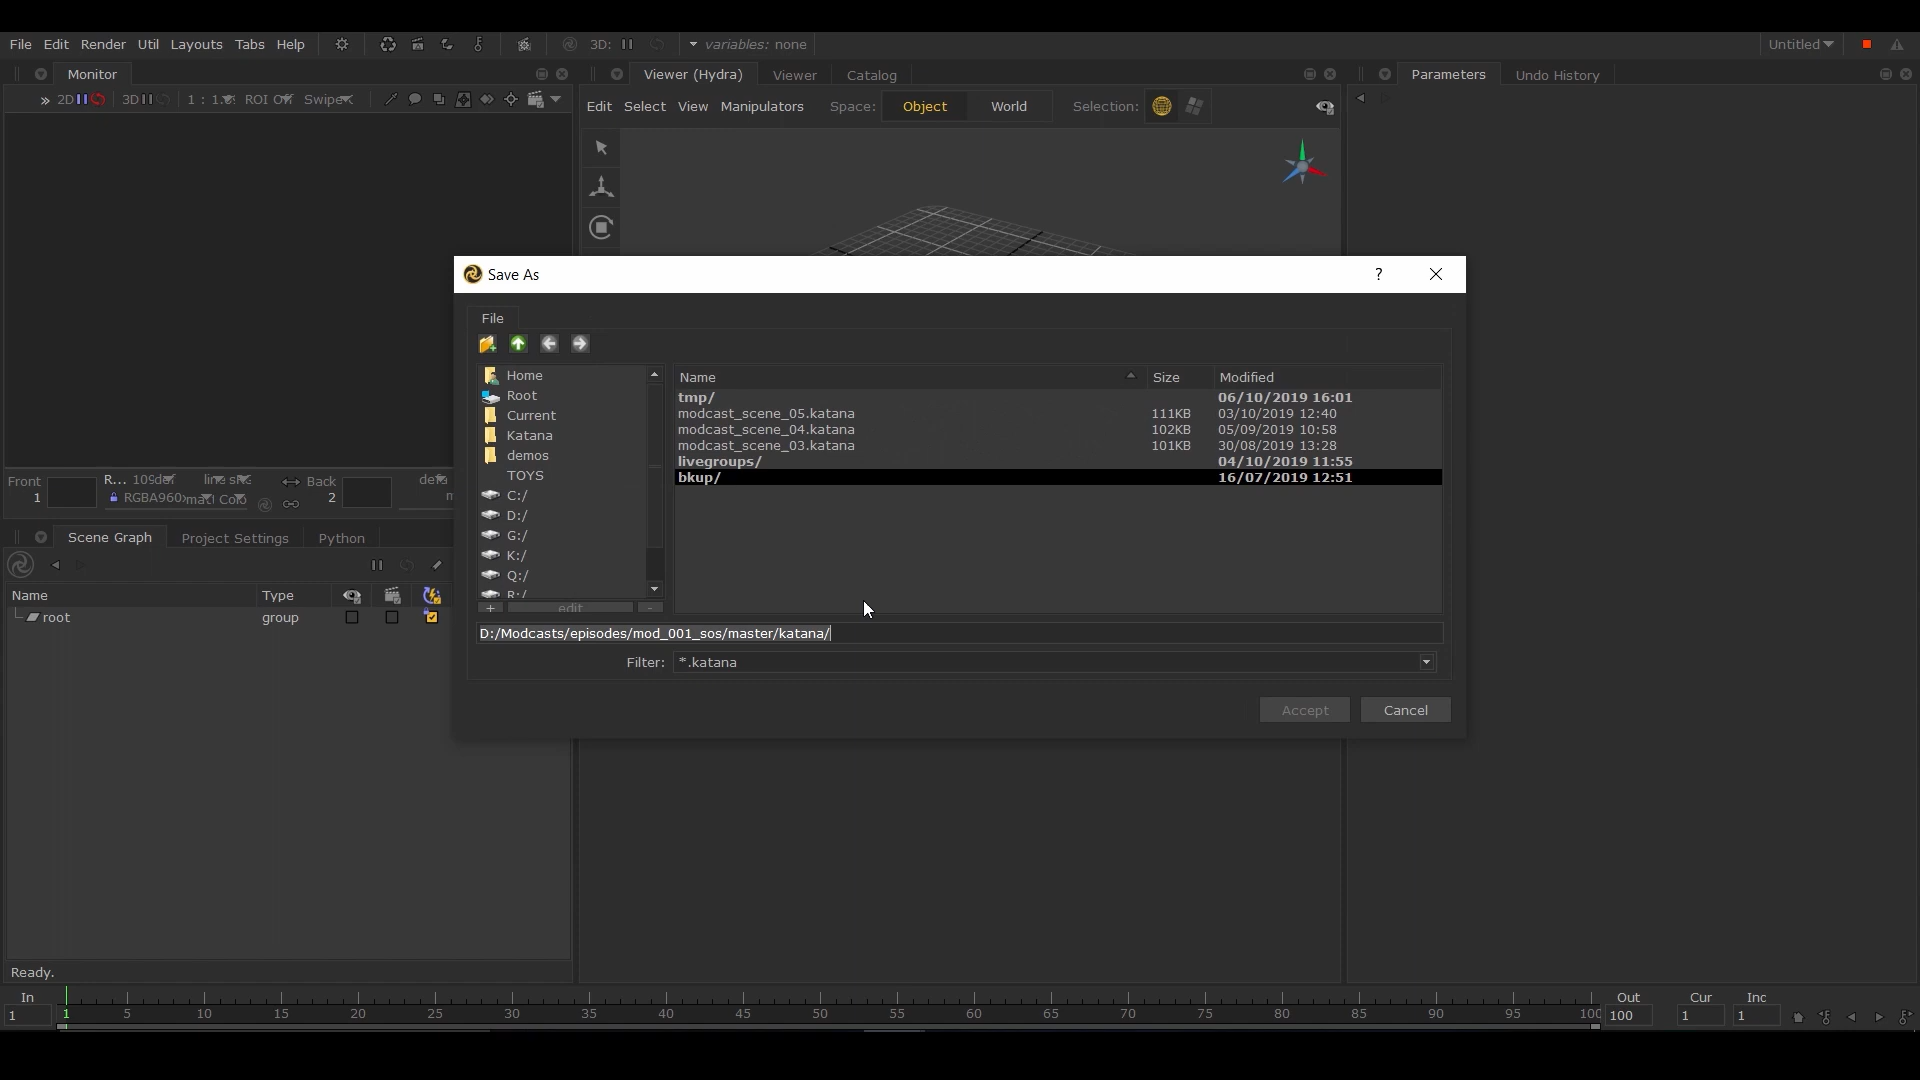 File Edit Render Util Layouts Tabs Help 3D: variables: none Untitled
Monitor Viewer (Hydra) Viewer Catalog Parameters Undo History
» 2D 3D 1 : 1. ROI Off Swipe Edit Select View Manipulators Space: Object World Selection:
Save As ?
File
Home Name Size Modified
Root tmp/ 06/10/2019 16:01
Current modcast_scene_05.katana 111KB 03/10/2019 12:40
modcast_scene_04.katana 102KB 05/09/2019 10:58
Katana modcast_scene_03.katana 101KB 30/08/2019 13:28
demos livegroups/ 04/10/2019 11:55
TOYS bkup/ 16/07/2019 12:51
C:/
D:/
G:/
K:/
Q:/
R:/
+ edit -
D:/Modcasts/episodes/mod_001_sos/master/katana/
Filter: *.katana
Accept Cancel
Front R... Back
1 2
Scene Graph Project Settings Python
Name Type
root group
Ready.
In Out Cur Inc
1 1 5 10 15 20 25 30 35 40 45 50 55 60 65 70 75 80 85 90 95 100 100 1 1